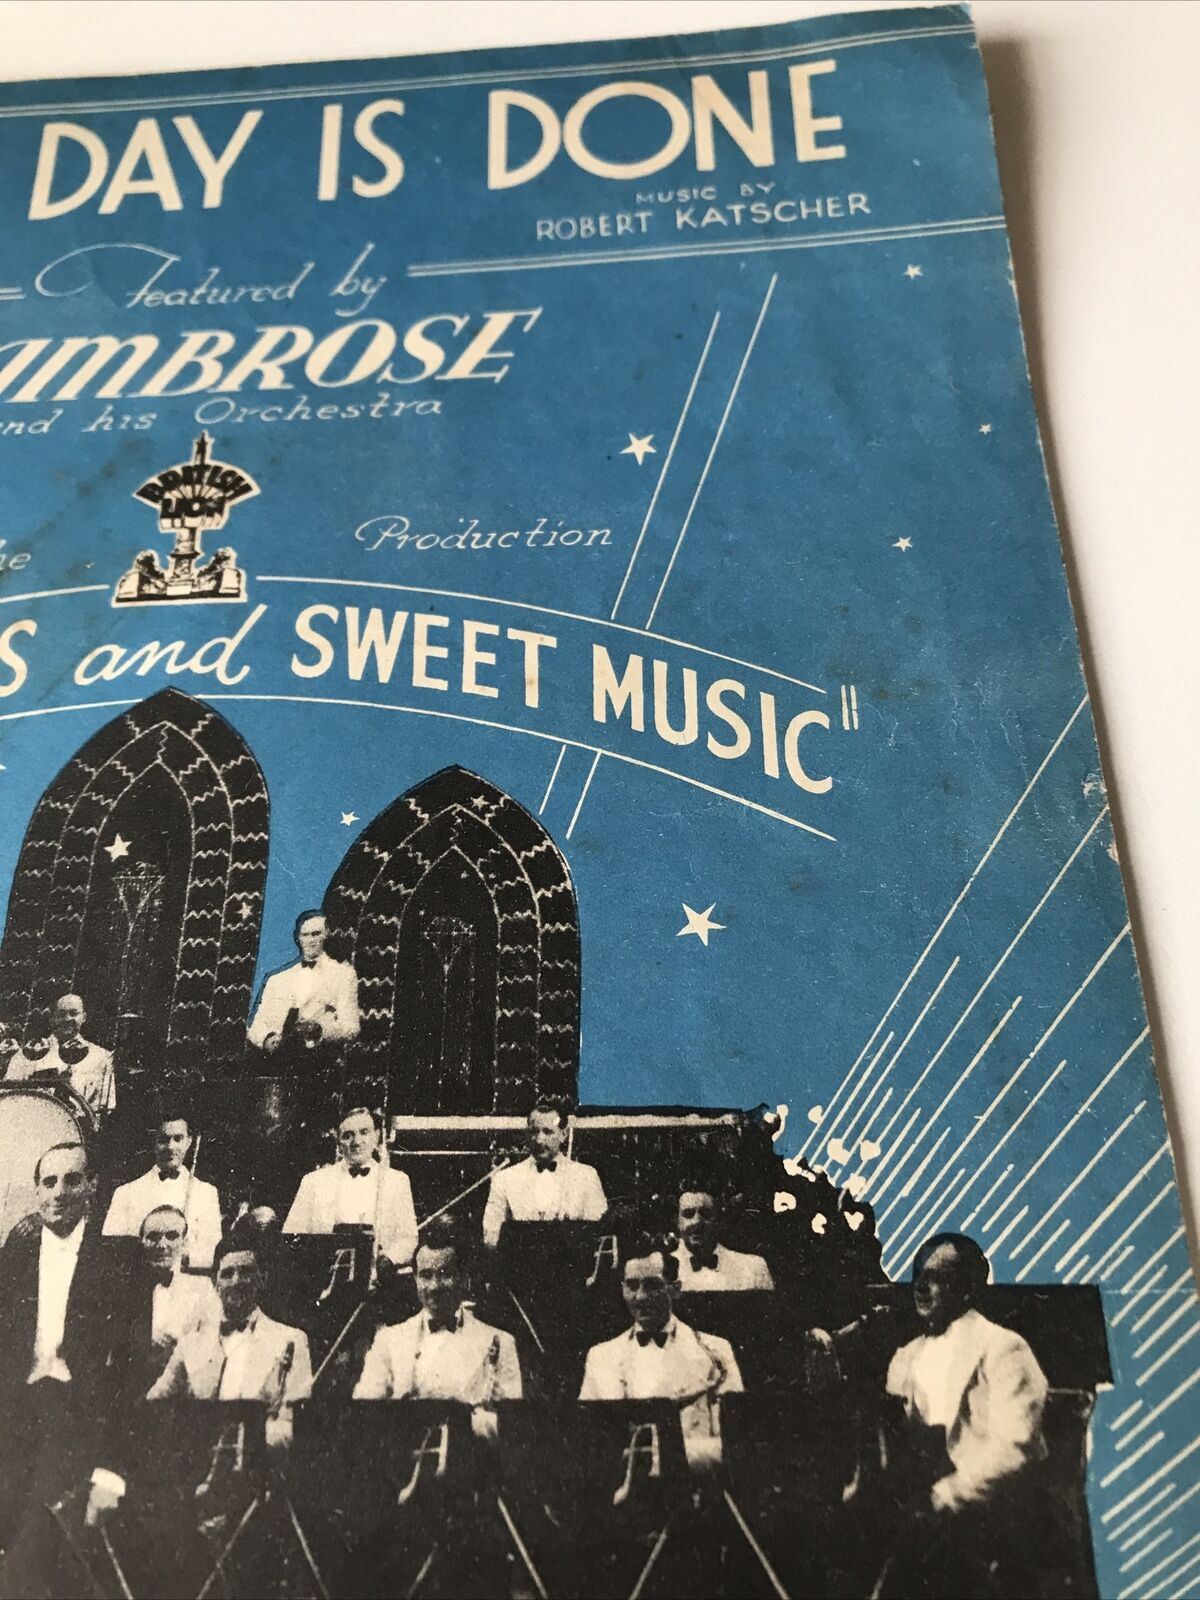 DAY IS DONE
MUSIC BY
ROBERT KATSCHER
Featured by
AMBROSE
and his Orchestra
BRITISH
LION
he Production
S and SWEET MUSIC"
A A
A A A